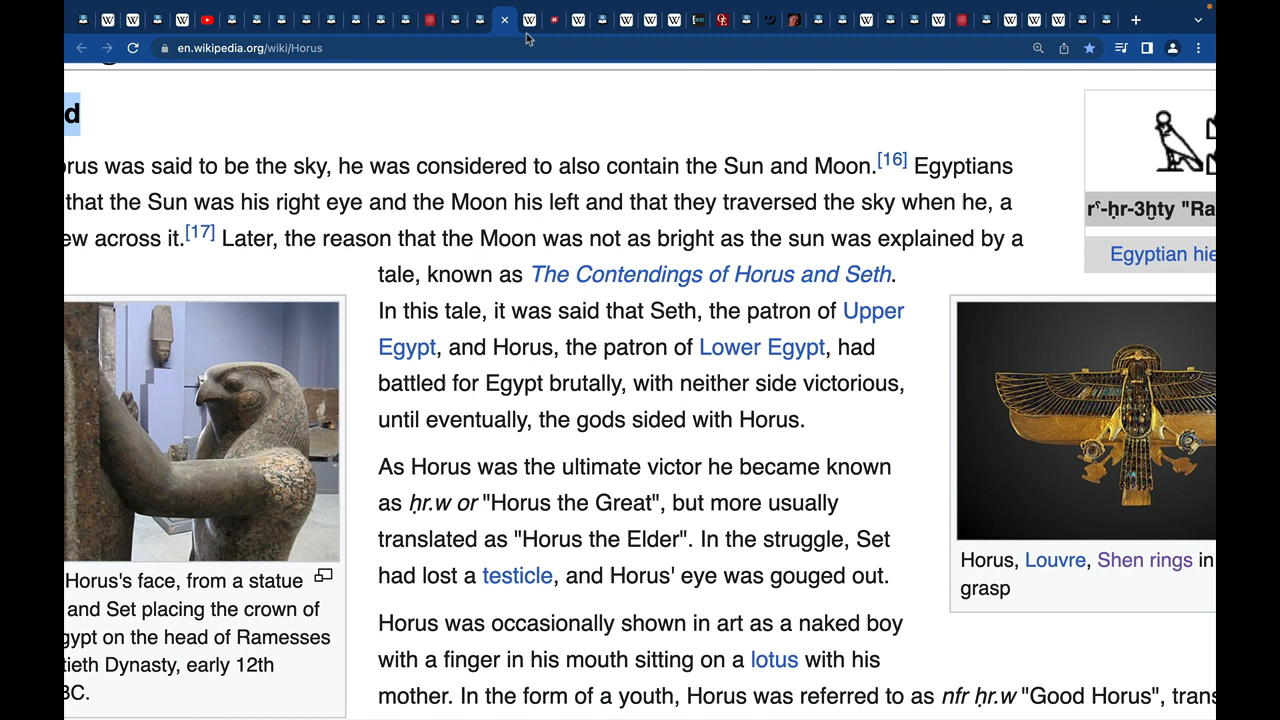 en.wikipedia.org/wiki/Horus
d
orus was said to be the sky, he was considered to also contain the Sun and Moon.[16] Egyptians
that the Sun was his right eye and the Moon his left and that they traversed the sky when he, a
ew across it.[17] Later, the reason that the Moon was not as bright as the sun was explained by a
tale, known as The Contendings of Horus and Seth.
In this tale, it was said that Seth, the patron of Upper
Egypt, and Horus, the patron of Lower Egypt, had
battled for Egypt brutally, with neither side victorious,
until eventually, the gods sided with Horus.
As Horus was the ultimate victor he became known
as ḥr.w or "Horus the Great", but more usually
translated as "Horus the Elder". In the struggle, Set
had lost a testicle, and Horus' eye was gouged out.
Horus was occasionally shown in art as a naked boy
with a finger in his mouth sitting on a lotus with his
mother. In the form of a youth, Horus was referred to as nfr ḥr.w "Good Horus", trans
Horus's face, from a statue
and Set placing the crown of
gypt on the head of Ramesses
tieth Dynasty, early 12th
BC.
rˤ-ḥr-3ḫty "Ra
Egyptian hie
Horus, Louvre, Shen rings in
grasp